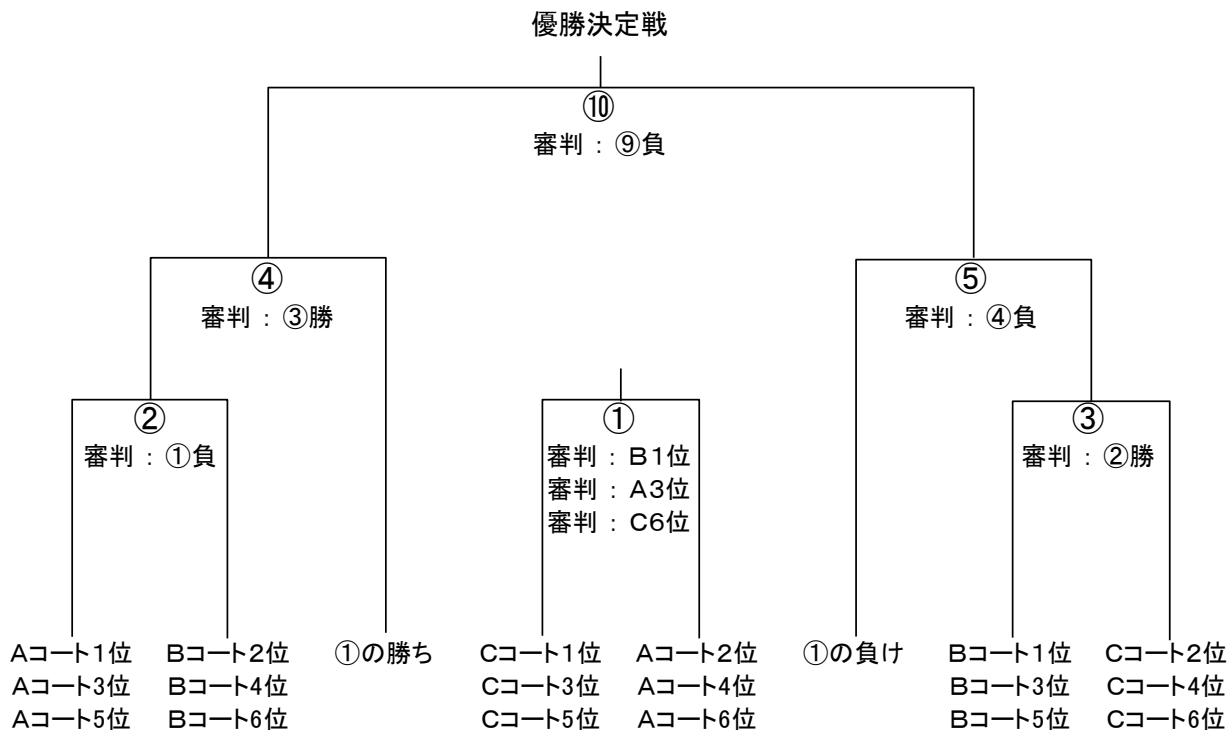 優勝決定戦
⑩
審判 : ⑨負
④
審判 : ③勝
⑤
審判 : ④負
②
審判 : ①負
①
審判 : B1位
審判 : A3位
審判 : C6位
③
審判 : ②勝
Aコート1位 Bコート2位 ①の勝ち Cコート1位 Aコート2位 ①の負け Bコート1位 Cコート2位
Aコート3位 Bコート4位 Cコート3位 Aコート4位 Bコート3位 Cコート4位
Aコート5位 Bコート6位 Cコート5位 Aコート6位 Bコート5位 Cコート6位